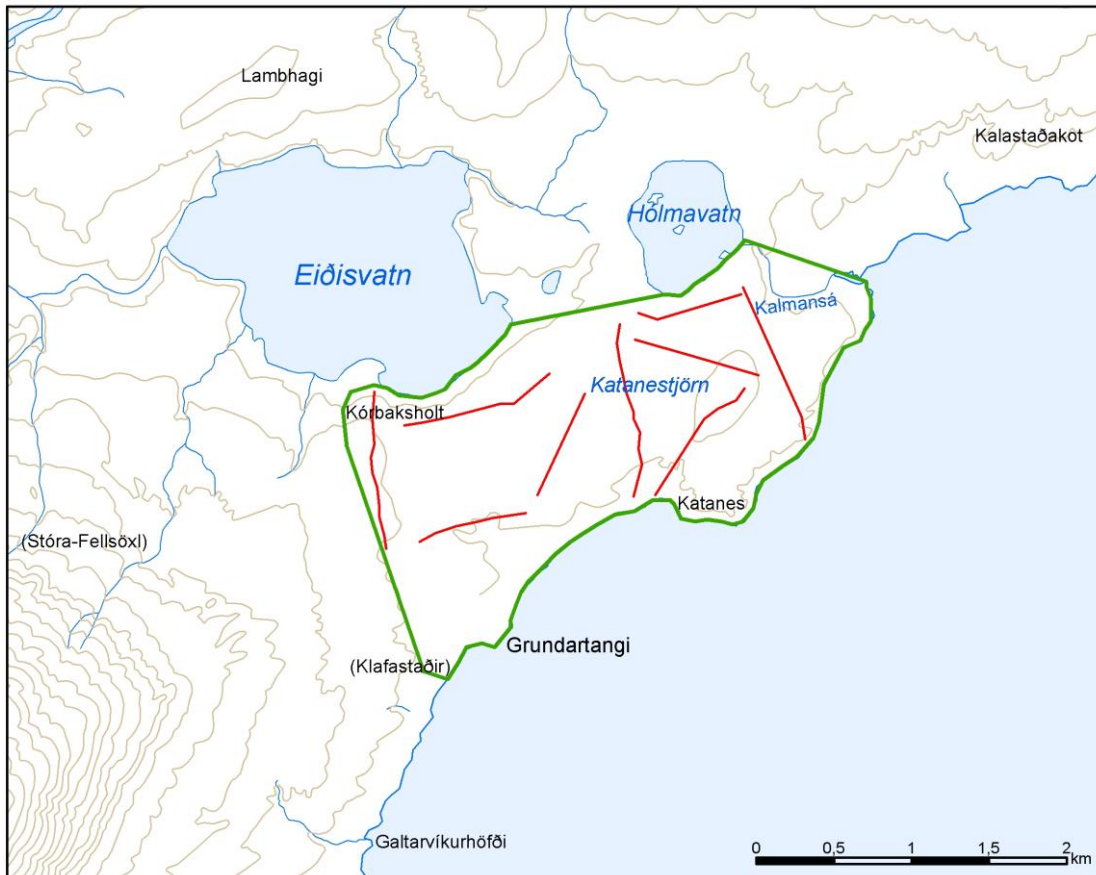 Lambhagi
Kalastaðakot
Hólmavatn
Eiðisvatn
Kalmansá
Katanestjörn
Kórbaksholt
Katanes
(Stóra-Fellsöxl)
Grundartangi
(Klafastaðir)
Galtarvíkurhöfði
0 0,5 1 1,5 2
km